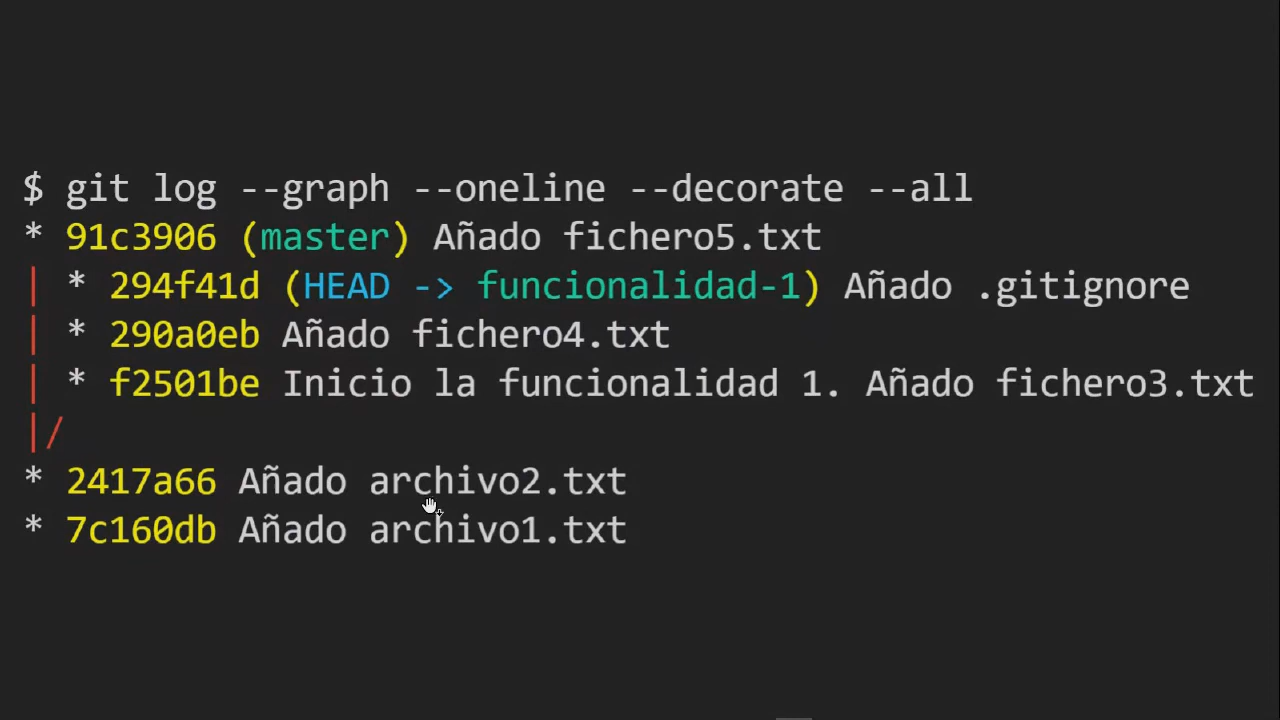 $ git log --graph --oneline --decorate --all
* 91c3906 (master) Añado fichero5.txt
| * 294f41d (HEAD -> funcionalidad-1) Añado .gitignore
| * 290a0eb Añado fichero4.txt
| * f2501be Inicio la funcionalidad 1. Añado fichero3.txt
|/
* 2417a66 Añado archivo2.txt
* 7c160db Añado archivo1.txt